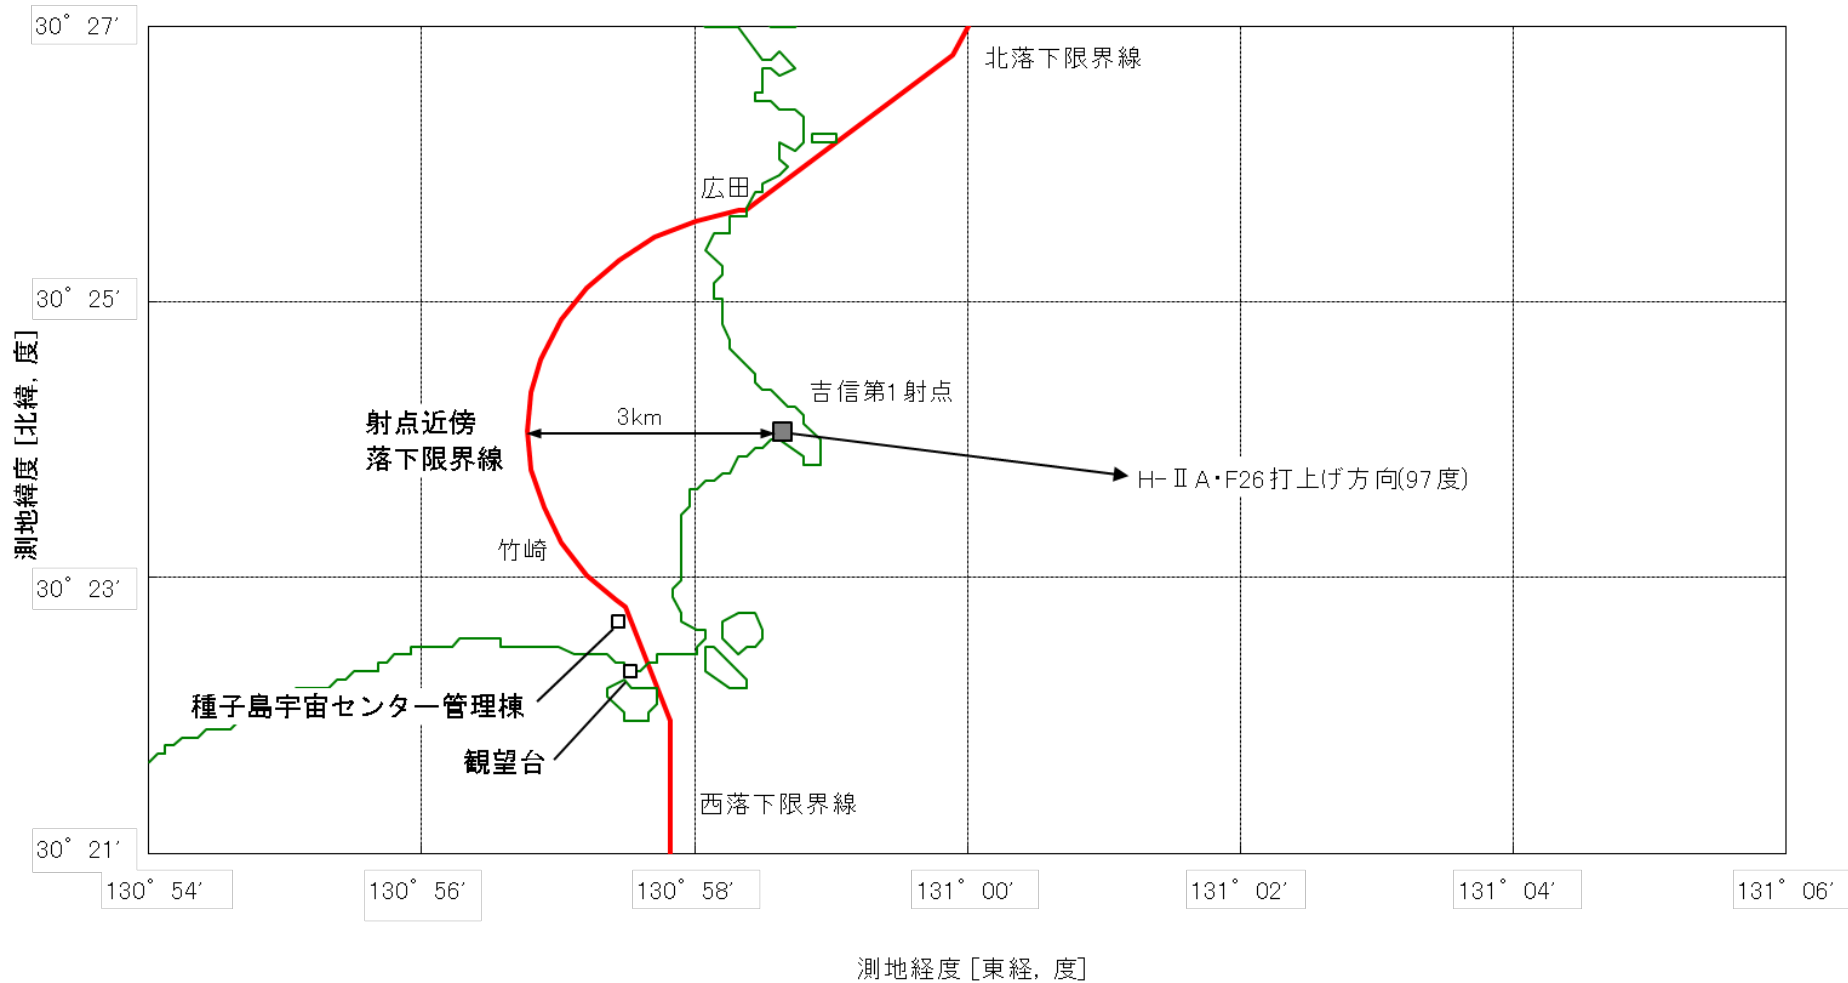 30° 27′
北落下限界線
広田
30° 25′
測地緯度 [北緯, 度]
吉信第1射点
3km
射点近傍
落下限界線
H-ⅡA・F26打上げ方向(97度)
竹崎
30° 23′
種子島宇宙センター管理棟
観望台
西落下限界線
30° 21′
130° 54′
130° 56′
130° 58′
131° 00′
131° 02′
131° 04′
131° 06′
測地経度 [東経, 度]